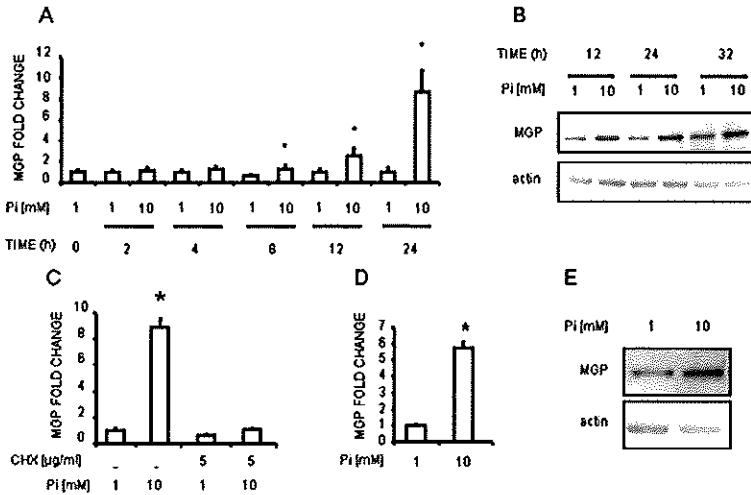 A
MGP FOLD CHANGE
12
10
8
6
4
2
0
* * *
Pi [mM] 1 1 10 1 10 1 10 1 10 1 10
TIME (h) 0 2 4 6 12 24
B
TIME (h) 12 24 32
Pi [mM] 1 10 1 10 1 10
MGP
actin
C
MGP FOLD CHANGE
10
8
6
4
2
0
*
CHX [µg/ml] - - 5 5
Pi [mM] 1 10 1 10
D
MGP FOLD CHANGE
7
6
5
4
3
2
1
0
*
Pi [mM] 1 10
E
Pi [mM] 1 10
MGP
actin